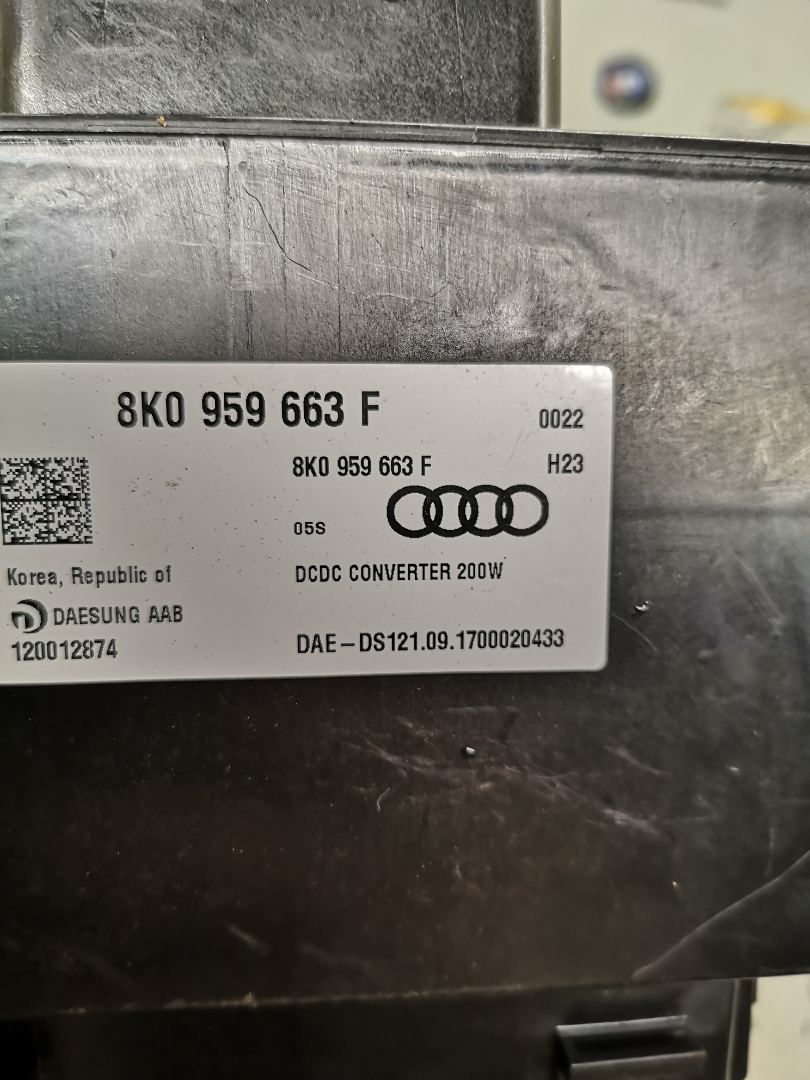 8K0 959 663 F
0022
8K0 959 663 F
H23
05S
Korea, Republic of
DCDC CONVERTER 200W
DAESUNG AAB
120012874
DAE-DS121.09.1700020433